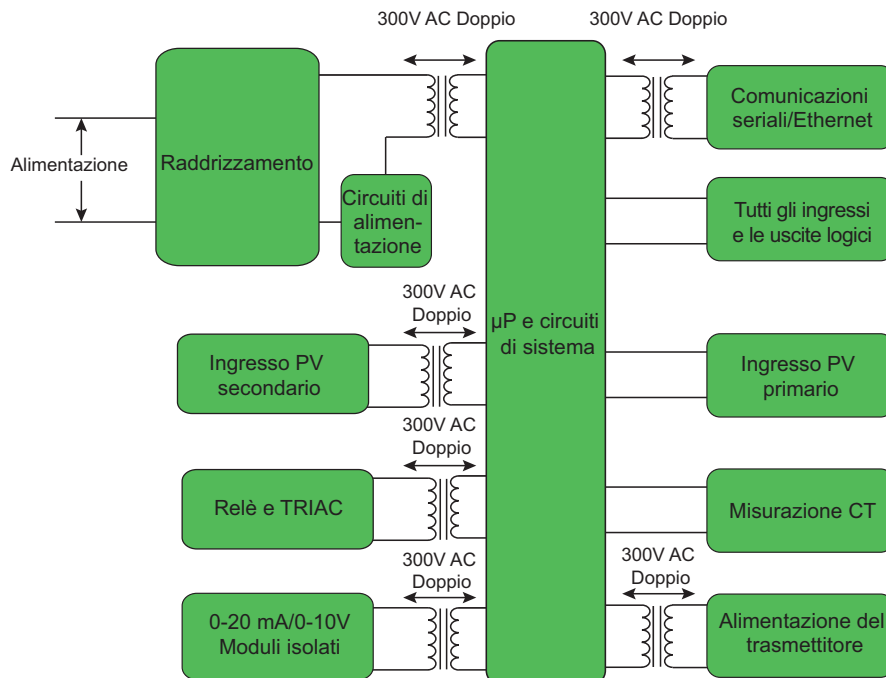 300V AC Doppio
300V AC Doppio
Alimentazione
Raddrizzamento
Circuiti di
alimen-
tazione
Comunicazioni
seriali/Ethernet
Tutti gli ingressi
e le uscite logici
300V AC
Doppio
µP e circuiti
di sistema
Ingresso PV
secondario
Ingresso PV
primario
300V AC
Doppio
Relè e TRIAC
Misurazione CT
300V AC
Doppio
300V AC
Doppio
0-20 mA/0-10V
Moduli isolati
Alimentazione del
trasmettitore